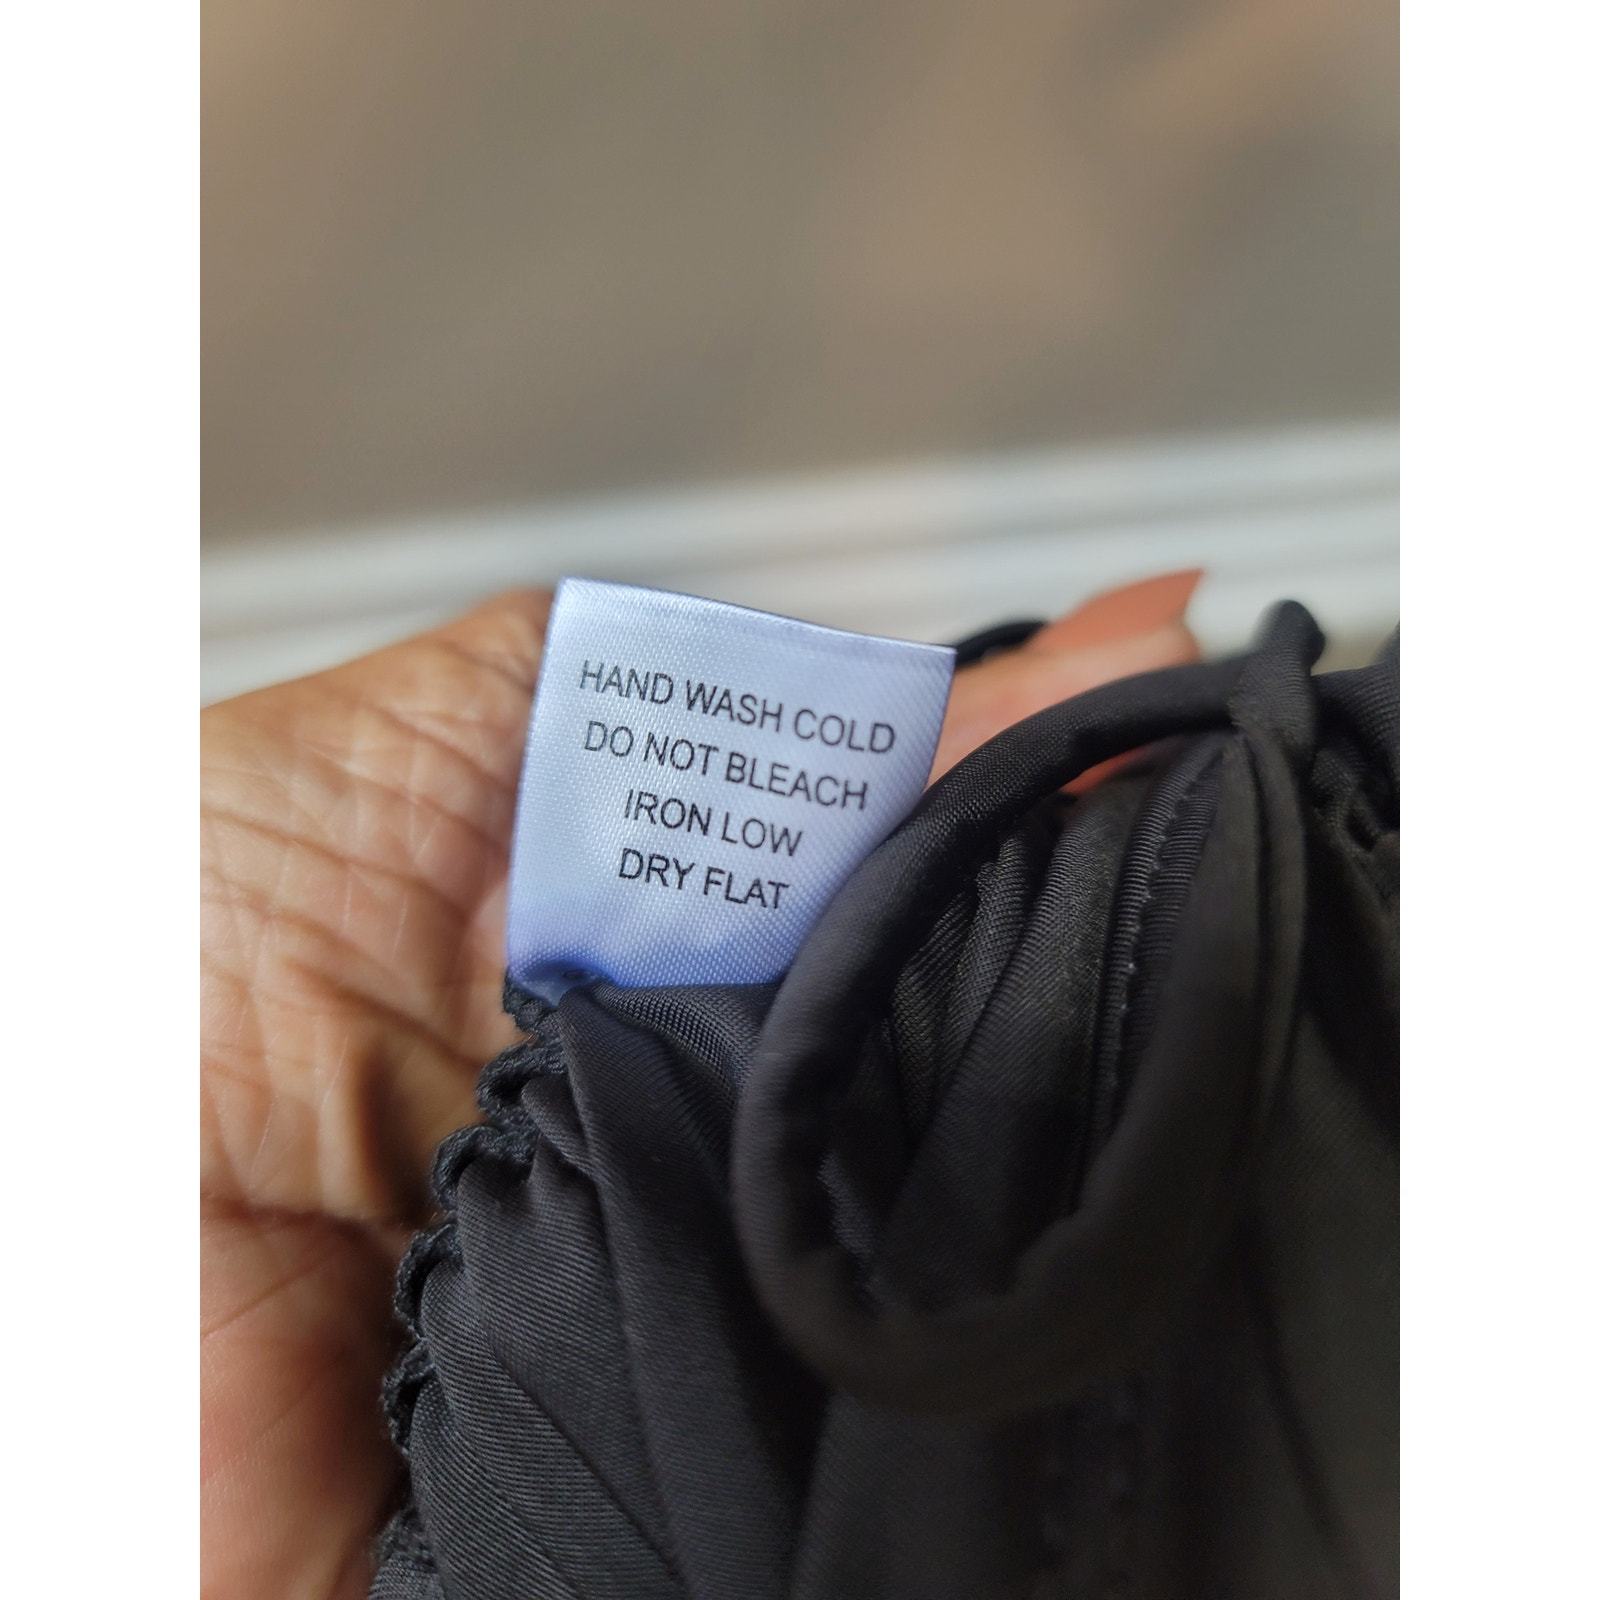 HAND WASH COLD
DO NOT BLEACH
IRON LOW
DRY FLAT